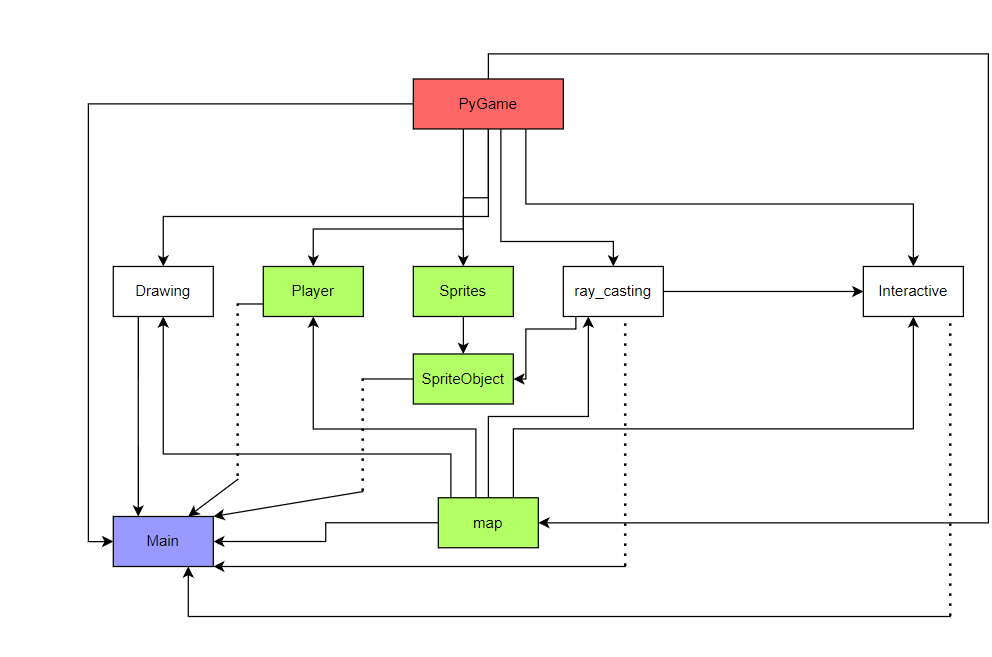 PyGame
Drawing
Player
Sprites
ray_casting
Interactive
SpriteObject
map
Main